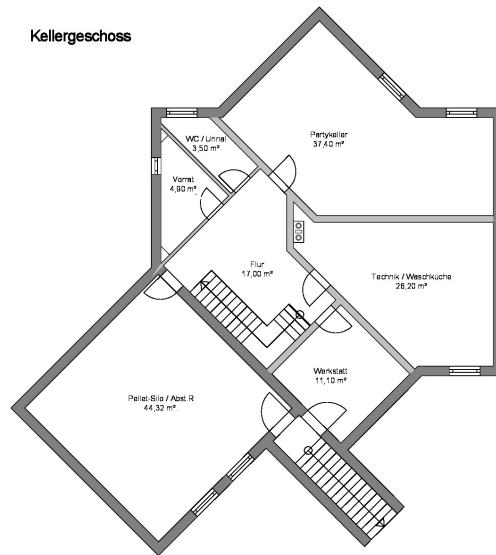 Kellergeschoss
Partykeller
37,40 m²
WC / Urinal
3,50 m²
Vorrat
4,90 m²
Flur
17,00 m²
Technik / Waschküche
26,20 m²
Werkstatt
11,10 m²
Pellet-Silo / Abst R
44,32 m²